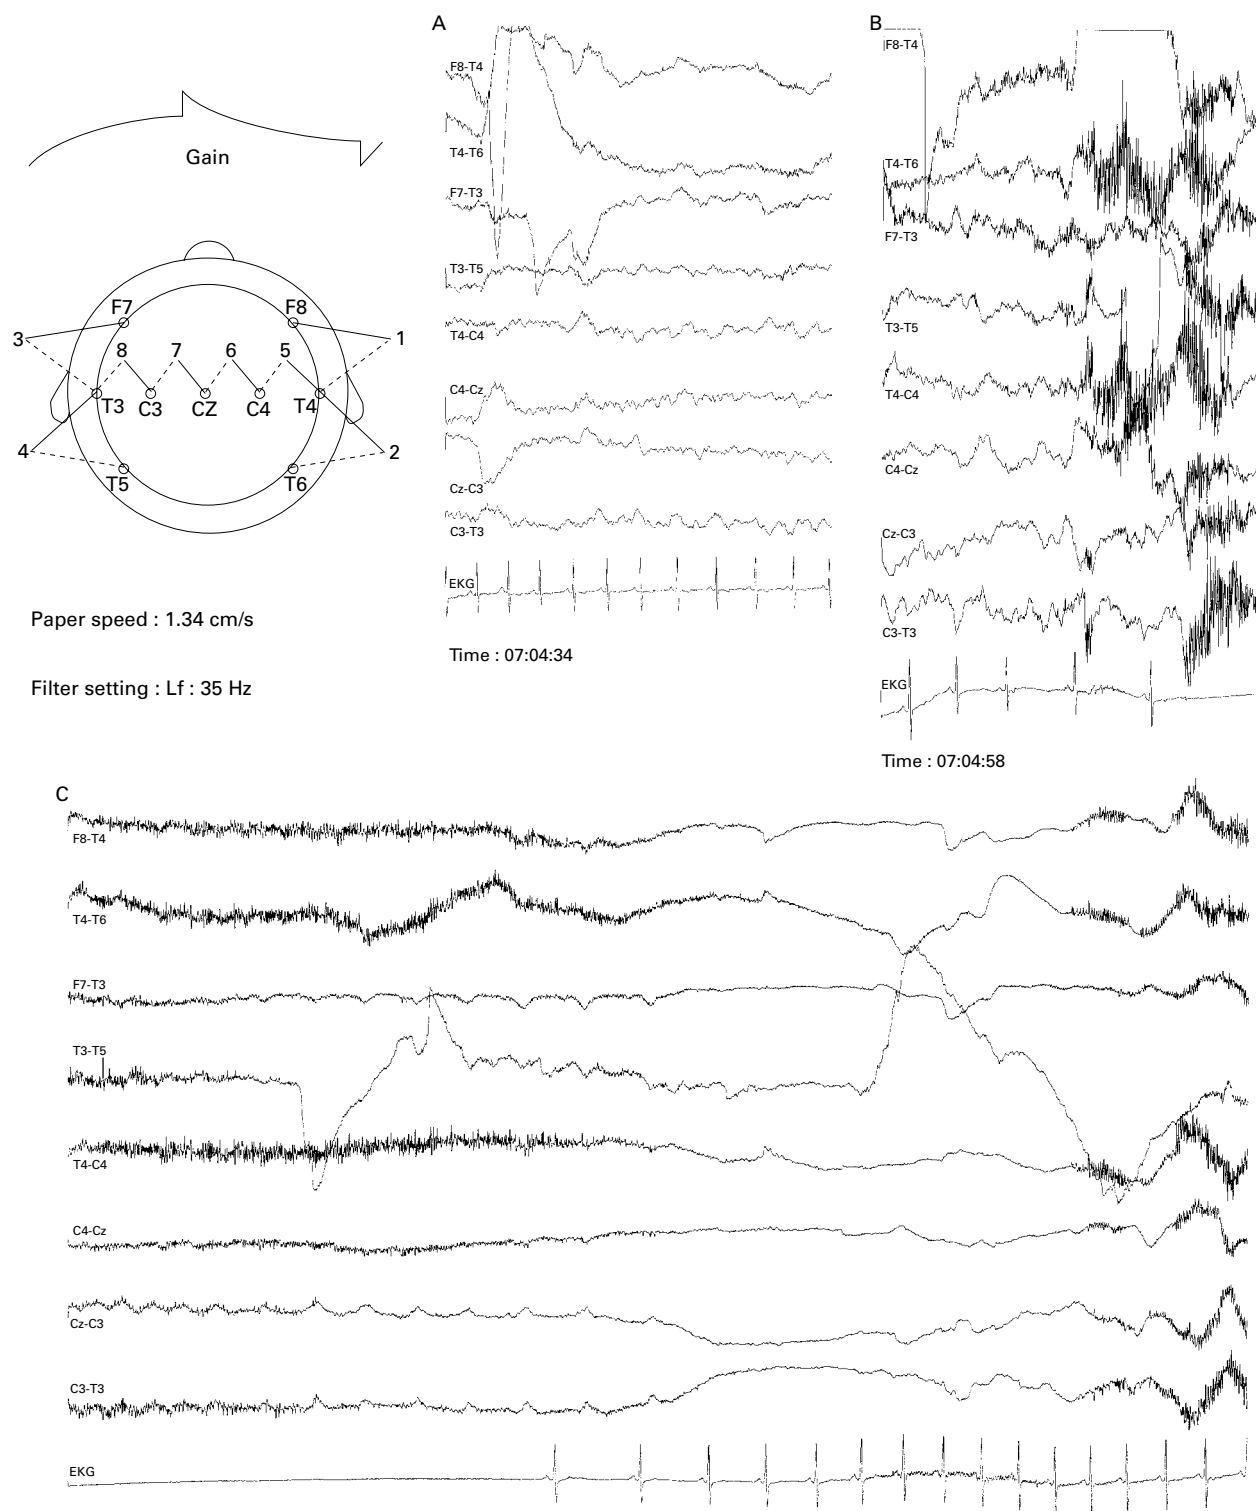 A
B
F8-T4
F8-T4
Gain
T4-T6
T4-T6
F7-T3
F7-T3
T3-T5
T3-T5
T4-C4
T4-C4
C4-Cz
C4-Cz
Cz-C3
Cz-C3
C3-T3
C3-T3
EKG
EKG
Time : 07:04:34
Time : 07:04:58
F7
F8
3
8
7
6
5
1
T3
C3
CZ
C4
T4
4
2
T5
T6
Paper speed : 1.34 cm/s
Filter setting : Lf : 35 Hz
C
F8-T4
T4-T6
F7-T3
T3-T5
T4-C4
C4-Cz
Cz-C3
C3-T3
EKG